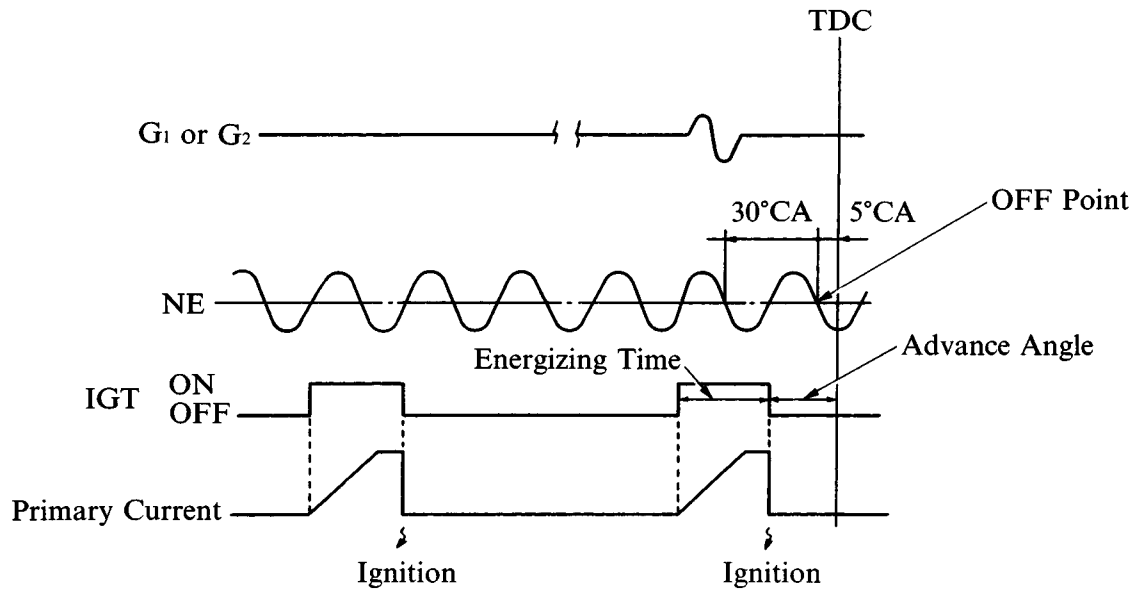 TDC
G1 or G2
30°CA
5°CA
OFF Point
NE
Energizing Time
Advance Angle
IGT
ON
OFF
Primary Current
Ignition
Ignition